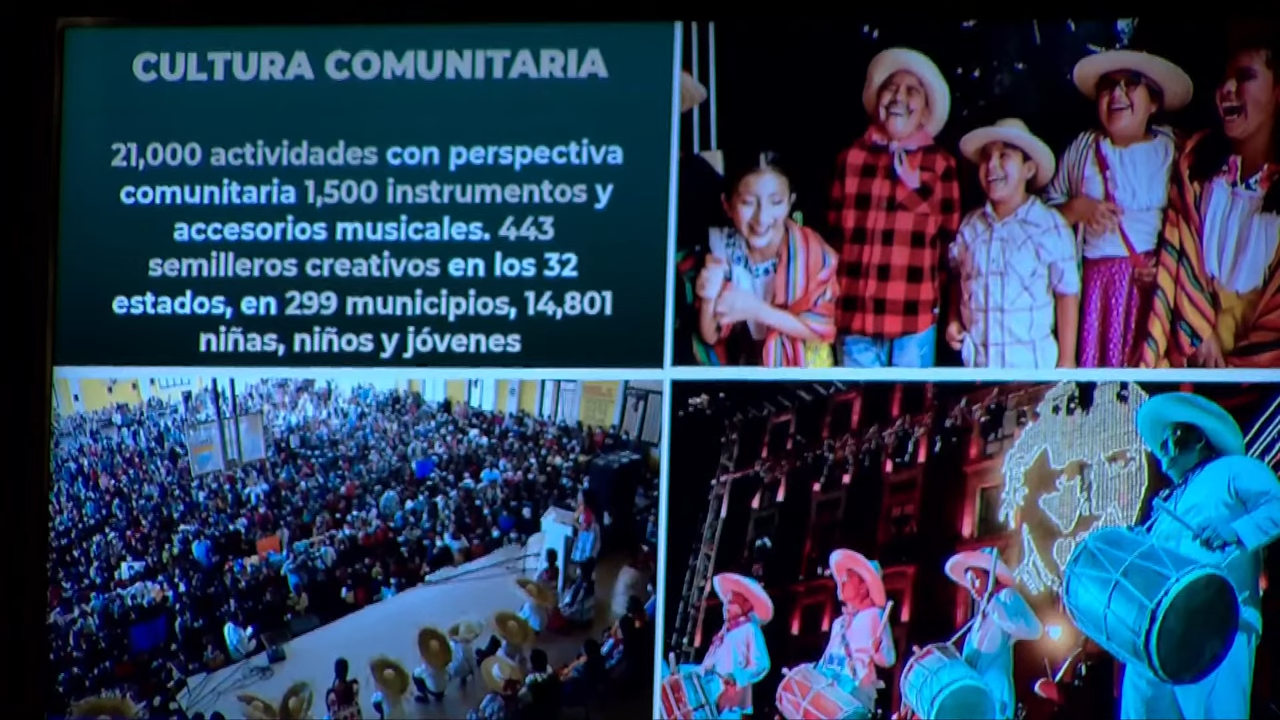 CULTURA COMUNITARIA
21,000 actividades con perspectiva
comunitaria 1,500 instrumentos y
accesorios musicales. 443
semilleros creativos en los 32
estados, en 299 municipios, 14,801
niñas, niños y jóvenes